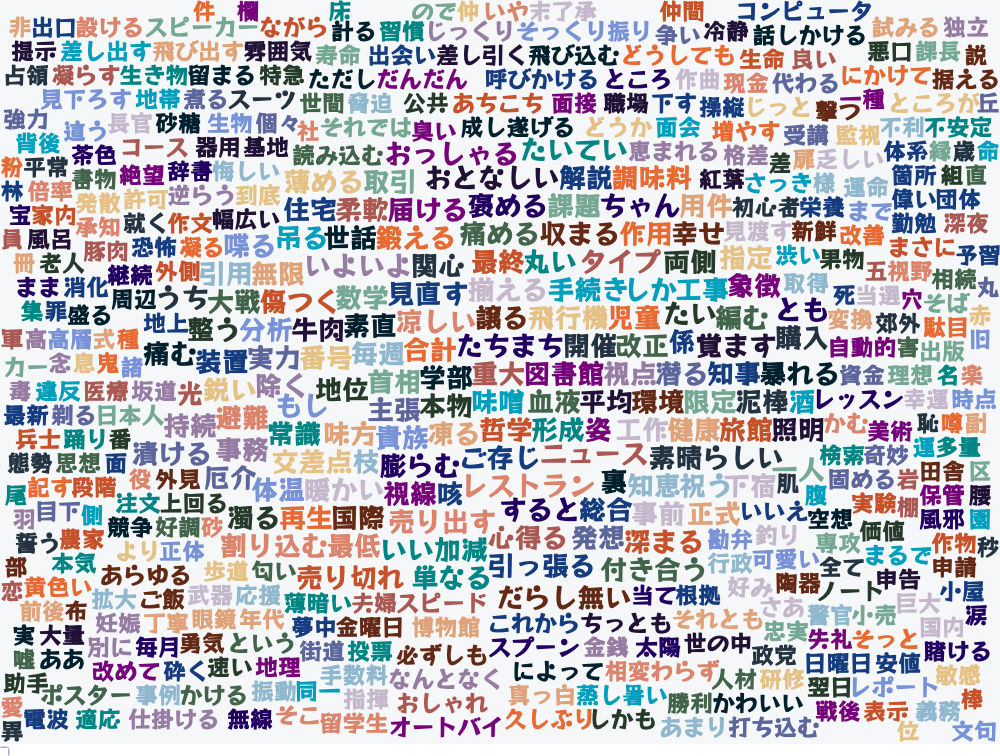 件 欄 床 ので 仲 いや 末 了承 仲間 コンピュータ
非 出口 設ける スピーカー ながら 計る 習慣 じっくり そっくり 振り 争い 冷静 話しかける 試みる 独立
提示 差し出す 飛び出す 雰囲気 寿命 出会い 差し引く 飛び込む どうしても 生命 良い 悪口 課長 説
占領 凝らす 生き物 留まる 特急 ただし だんだん 呼びかける ところ 作曲 現金 代わる にかけて 据える
見下ろす 地帯 煮る スーツ 世間 脅迫 公共 あちこち 面接 職場 下す 操縦 じっと 撃つ 種 ところが 丘
強力 違う 長官 砂糖 生物 個々 社 それでは 臭い 成し遂げる どうか 面会 増やす 受講 監視 不利 不安定
背後 茶色 コース 器用 基地 読み込む おっしゃる たいてい 恵まれる 格差 差 扉 乏しい 体系 縁 歳 命
粉 平常 書物 絶望 辞書 悔しい 薄める 取引 おとなしい 解説 調味料 紅葉 さっき 様 運命 箇所 組 直
林 倍率 発散 許可 逆らう 到底 住宅 柔軟 届ける 褒める 課題 ちゃん 用件 初心者 栄養 まで 偉い 団体
宝 家内 承知 就く 作文 幅広い 吊る 世話 鍛える 痛める 収まる 作用 幸せ 見渡す 新鮮 改善 勤勉 深夜
員 風呂 豚肉 恐怖 凝る 喋る いよいよ 関心 最終 丸い タイプ 両側 指定 渋い 果物 まさに 予習
冊 老人 継続 外側 引用 無限 揃える 手続き しか 工事 象徴 取得 五 視野 相続
まま 消化 周辺 うち 大戦 傷つく 数学 見直す 譲る 飛行機 児童 たい 編む とも 死 当選 穴 そば 丸
集 罪 盛る 地上 整う 分析 牛肉 素直 涼しい たちまち 開催 改正 係 覚ます 購入 変換 郊外 駄目 赤
軍 高 高層 式 種 痛む 装置 実力 番号 毎週 合計 自動的 害 出版 旧
カー 念 息 鬼 諸 除く 地位 首相 学部 重大 図書館 視点 潜る 知事 暴れる 資金 理想 名 楽
毒 違反 医療 坂道 光 鋭い もし 主張 本物 味噌 血液 平均 環境 限定 泥棒 酒 レッスン 幸運 時点
最新 剃る 日本人 持続 避難 常識 味方 貴族 凍る 哲学 形成 姿 工作 健康 旅館 照明 かむ 美術 恥 噂 副
兵士 踊り 番 漬ける 事務 交差点 枝 膨らむ ご存じ ニュース 素晴らしい 一人 検索 奇妙 運 多量
態勢 思想 面 役 外見 厄介 体温 暖かい 視線 咳 レストラン 裏 知恵 祝う 下宿 肌 腹 固める 岩 田舎 区
尾 記す 段階 注文 上回る 濁る 再生 国際 売り出す すると 総合 事前 正式 いいえ 空想 実験 棚 保管 腰
羽 目下 側 競争 好調 砂 割り込む 最低 いい加減 心得る 発想 深まる 勘弁 釣り 価値 風邪 園
誓う 農家 より 正体 売り切れ 単なる 引っ張る 付き合う 行政 可愛い 専攻 全て まるで 作物 秒
部 本気 あらゆる 歩道 匂い 薄暗い 夫婦 スピード だらし無い 当て 根拠 好み 陶器 ノート 申告 申請
恋 黄色い 拡大 ご飯 武器 応援 夢中 金曜日 博物館 これから ちっとも それとも さあ 警官 小売 巨大 小屋
前後 布 妊娠 丁寧 眼鏡 年代 街道 投票 必ずしも スプーン 金銭 太陽 世の中 忠実 失礼 そっと 国内 涙
実 大量 別に 毎月 勇気 という 手数料 なんとなく によって 相変わらず 政党 日曜日 安値 賭ける
嘘 ああ 改めて 砕く 速い 地理 振動 同一 指揮 おしゃれ 真っ白 蒸し暑い 人材 研修 翌日 レポート 敏感
助手 ポスター 事例 かける そこ 留学生 オートバイ 久しぶり しかも 勝利 かわいい 戦後 表示 義務 棒
愛 電波 適応 仕掛ける 無線 あまり 打ち込む
異 位 文句